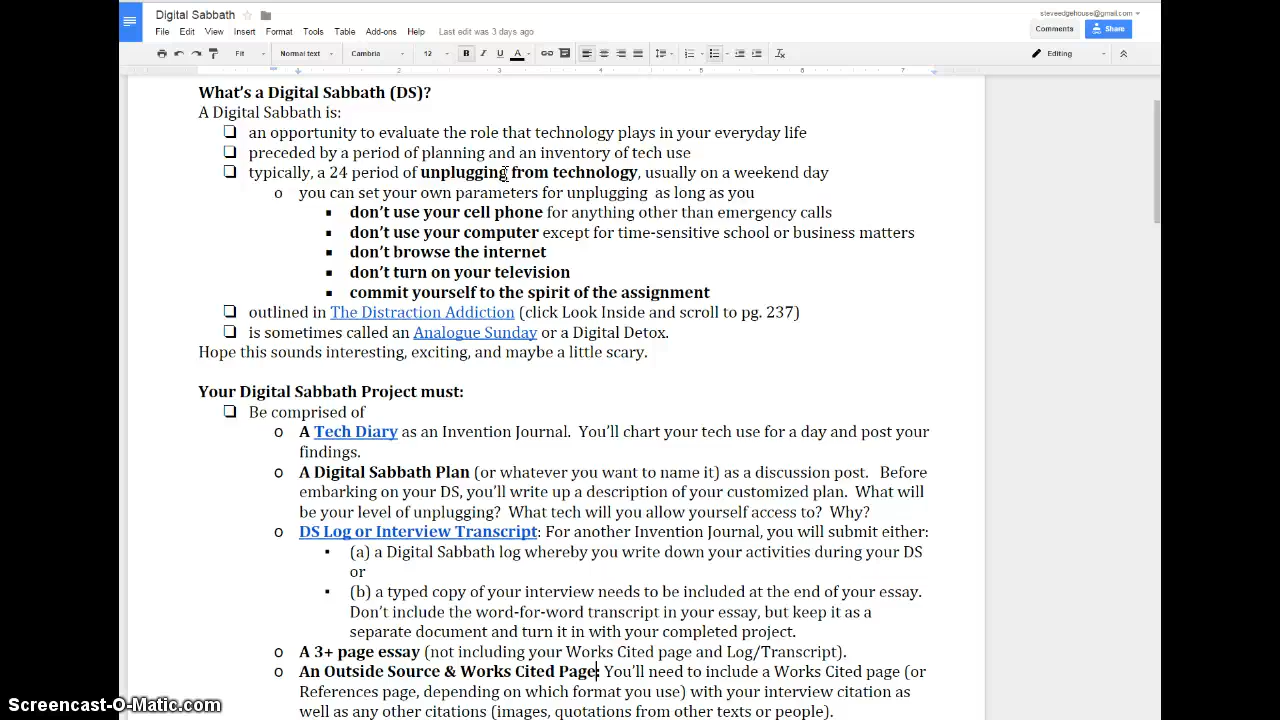 Digital Sabbath
steveedgehouse@gmail.com
File Edit View Insert Format Tools Table Add-ons Help Last edit was 3 days ago
Comments Share
Fit Normal text Cambria 12 B I U A Editing
2 3 4 5 6 7
What's a Digital Sabbath (DS)?
A Digital Sabbath is:
❏ an opportunity to evaluate the role that technology plays in your everyday life
❏ preceded by a period of planning and an inventory of tech use
❏ typically, a 24 period of unplugging from technology, usually on a weekend day
o you can set your own parameters for unplugging as long as you
▪ don't use your cell phone for anything other than emergency calls
▪ don't use your computer except for time-sensitive school or business matters
▪ don't browse the internet
▪ don't turn on your television
▪ commit yourself to the spirit of the assignment
❏ outlined in The Distraction Addiction (click Look Inside and scroll to pg. 237)
❏ is sometimes called an Analogue Sunday or a Digital Detox.
Hope this sounds interesting, exciting, and maybe a little scary.
Your Digital Sabbath Project must:
❏ Be comprised of
o A Tech Diary as an Invention Journal. You'll chart your tech use for a day and post your
findings.
o A Digital Sabbath Plan (or whatever you want to name it) as a discussion post. Before
embarking on your DS, you'll write up a description of your customized plan. What will
be your level of unplugging? What tech will you allow yourself access to? Why?
o DS Log or Interview Transcript: For another Invention Journal, you will submit either:
▪ (a) a Digital Sabbath log whereby you write down your activities during your DS
or
▪ (b) a typed copy of your interview needs to be included at the end of your essay.
Don't include the word-for-word transcript in your essay, but keep it as a
separate document and turn it in with your completed project.
o A 3+ page essay (not including your Works Cited page and Log/Transcript).
o An Outside Source & Works Cited Page: You'll need to include a Works Cited page (or
References page, depending on which format you use) with your interview citation as
well as any other citations (images, quotations from other texts or people).
Screencast-O-Matic.com